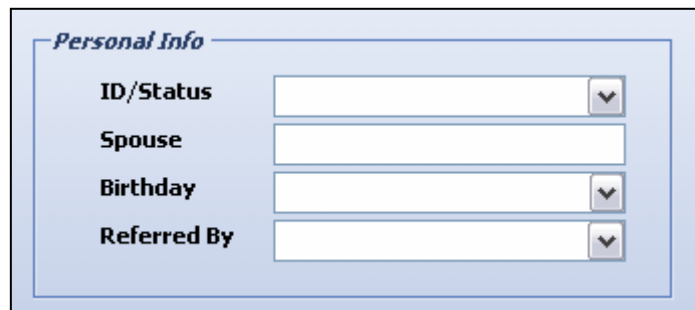 Personal Info
ID/Status
Spouse
Birthday
Referred By